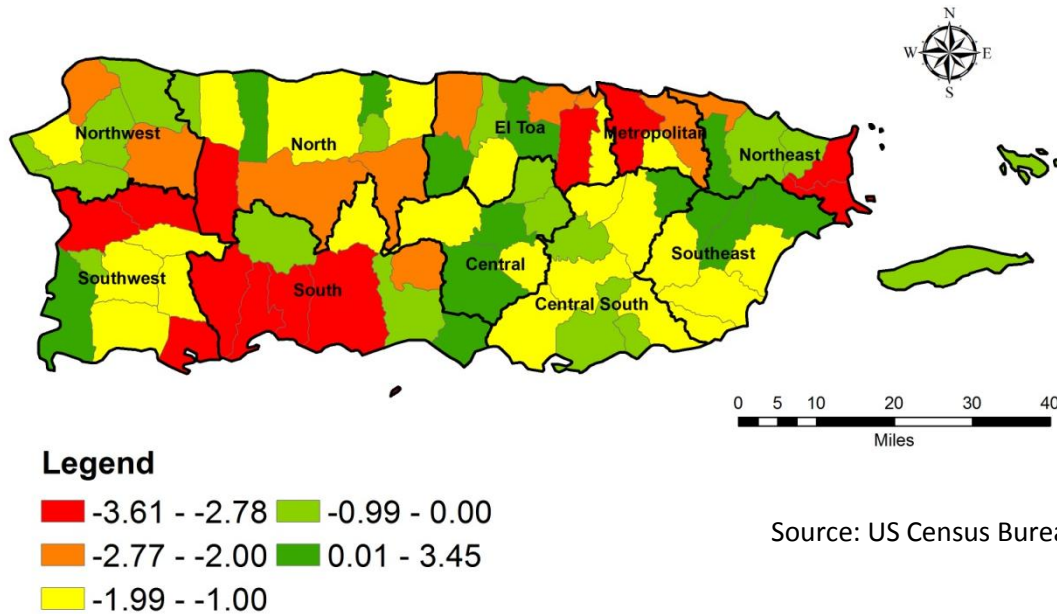 N
W E
S
Northwest
North
El Toa
Metropolitan
Northeast
Southwest
South
Central
Central South
Southeast
0 5 10 20 30 40
Miles
Legend
-3.61 - -2.78
-0.99 - 0.00
-2.77 - -2.00
0.01 - 3.45
-1.99 - -1.00
Source: US Census Burea